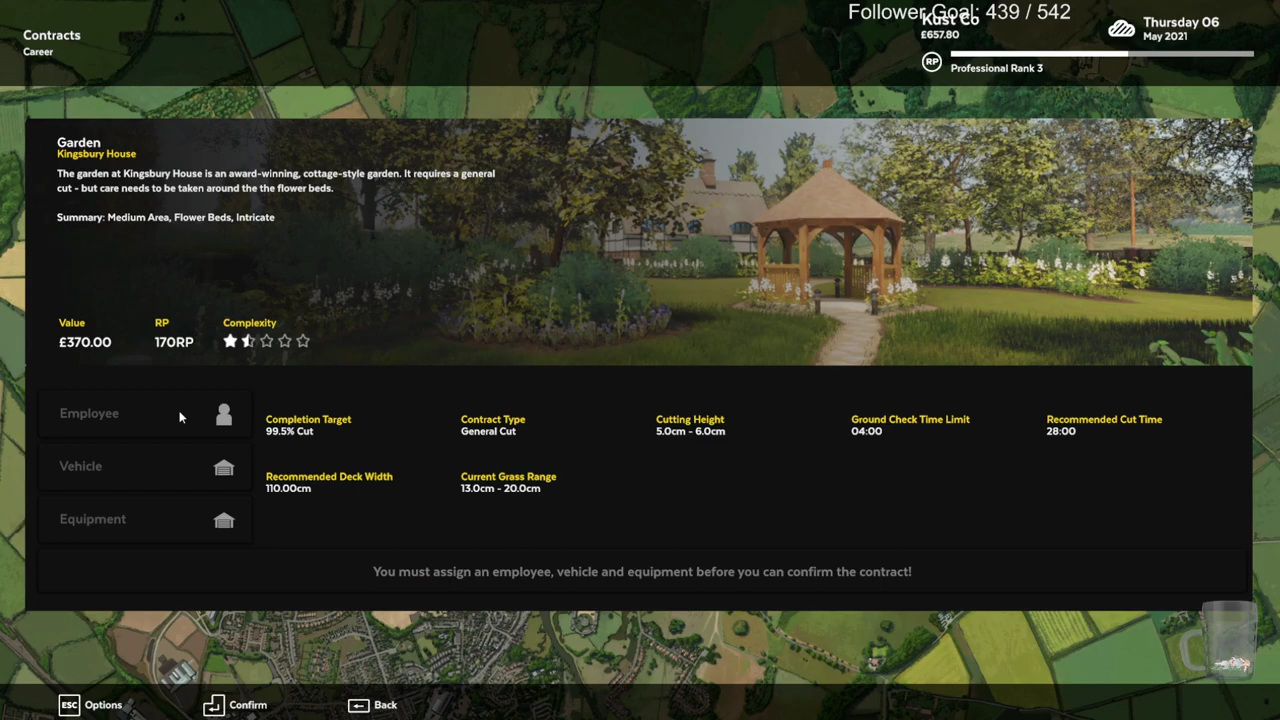 Follower Goal: 439 / 542
Contracts
Career
Kust Co
£657.80
Thursday 06
May 2021
RP
Professional Rank 3
Garden
Kingsbury House
The garden at Kingsbury House is an award-winning, cottage-style garden. It requires a general
cut - but care needs to be taken around the the flower beds.
Summary: Medium Area, Flower Beds, Intricate
Value
RP
Complexity
£370.00
170RP
Employee
Completion Target
99.5% Cut
Contract Type
General Cut
Cutting Height
5.0cm - 6.0cm
Ground Check Time Limit
04:00
Recommended Cut Time
28:00
Vehicle
Recommended Deck Width
110.00cm
Current Grass Range
13.0cm - 20.0cm
Equipment
You must assign an employee, vehicle and equipment before you can confirm the contract!
ESC Options
Confirm
Back